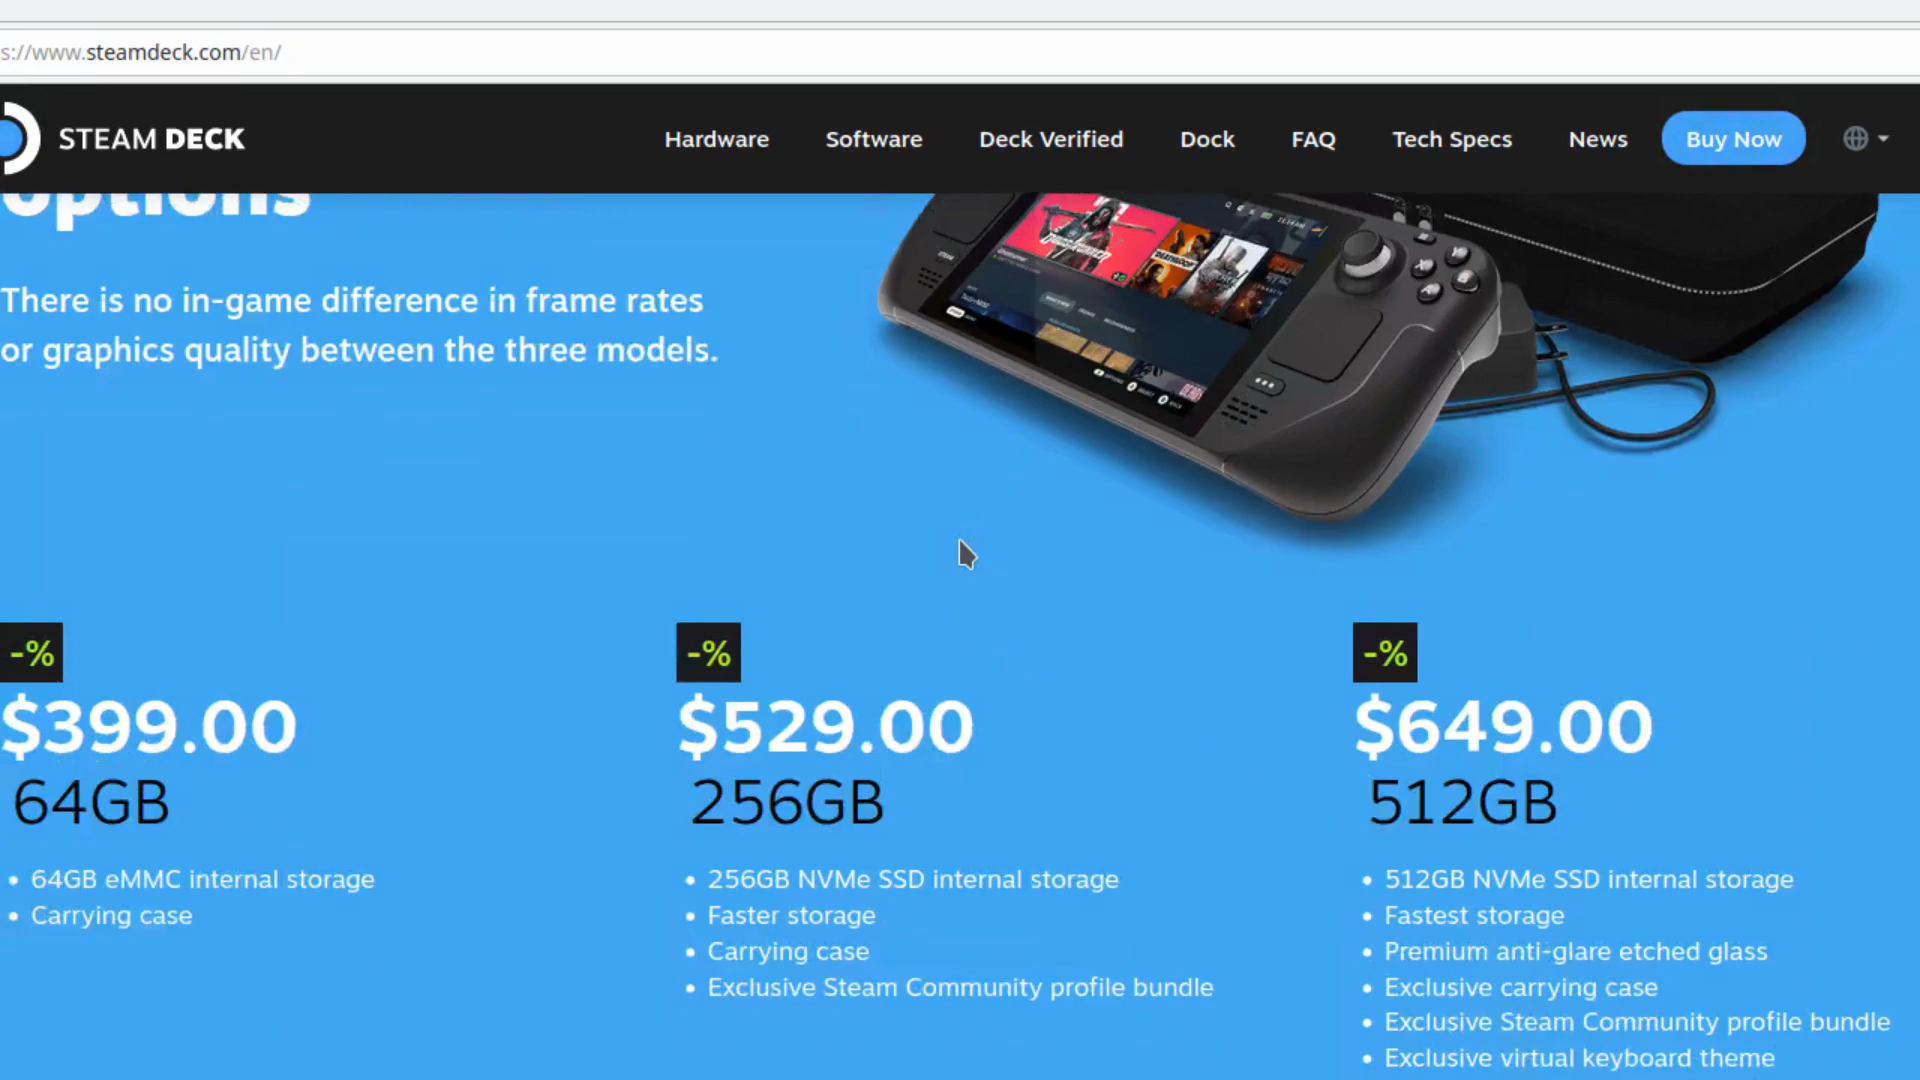 s://www.steamdeck.com/en/
STEAM DECK
Hardware
Software
Deck Verified
Dock
FAQ
Tech Specs
News
Buy Now
options
There is no in-game difference in frame rates
or graphics quality between the three models.
-%
$399.00
64GB
64GB eMMC internal storage
Carrying case
-%
$529.00
256GB
256GB NVMe SSD internal storage
Faster storage
Carrying case
Exclusive Steam Community profile bundle
-%
$649.00
512GB
512GB NVMe SSD internal storage
Fastest storage
Premium anti-glare etched glass
Exclusive carrying case
Exclusive Steam Community profile bundle
Exclusive virtual keyboard theme